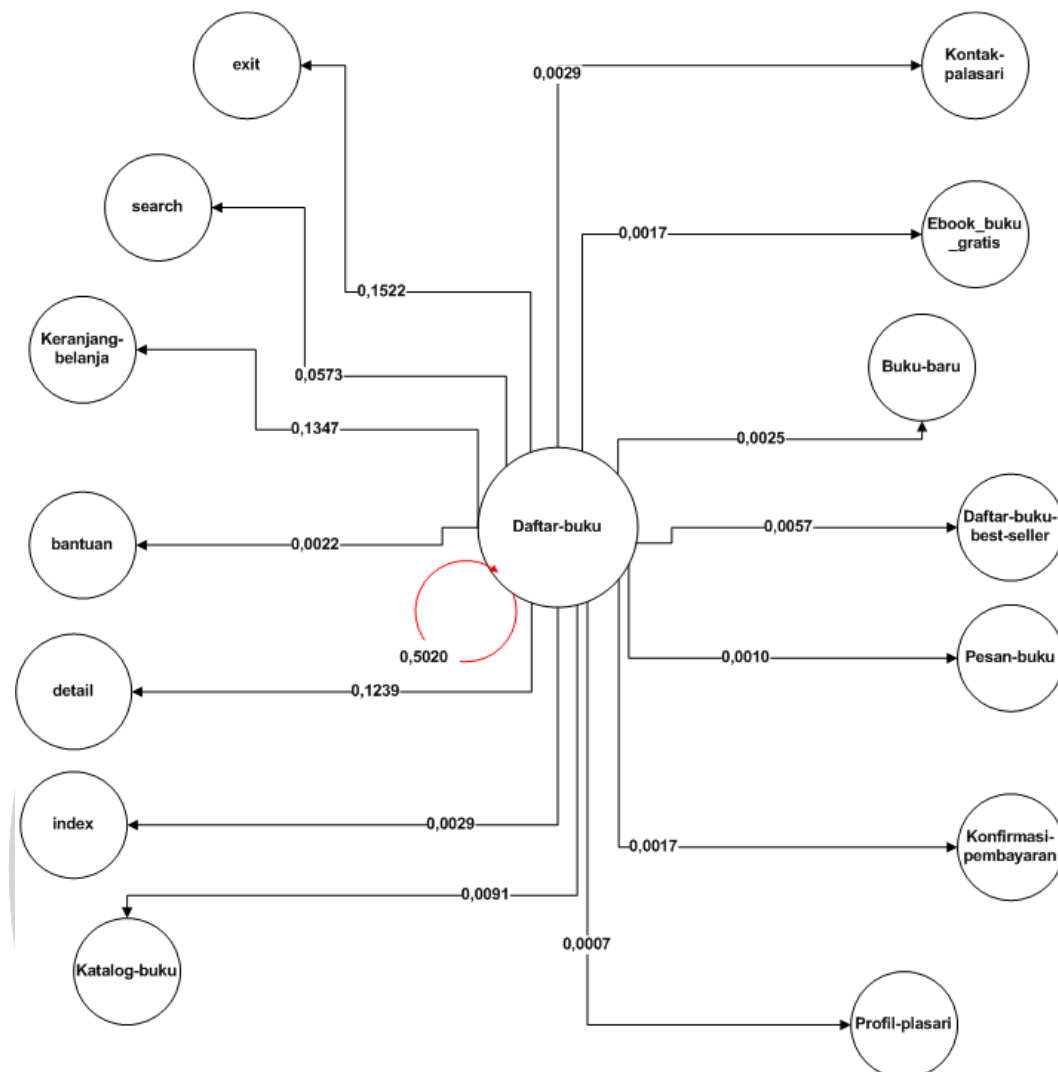 exit
0,0029
Kontak-
palasari
search
0,0017
Ebook_buku
_gratis
0,1522
Keranjang-
belanja
0,0573
Buku-baru
0,1347
0,0025
Daftar-buku
0,0057
Daftar-buku-
best-seller
bantuan
0,0022
0,5020
0,0010
Pesan-buku
detail
0,1239
index
0,0029
0,0017
Konfirmasi-
pembayaran
0,0091
0,0007
Katalog-buku
Profil-plasari